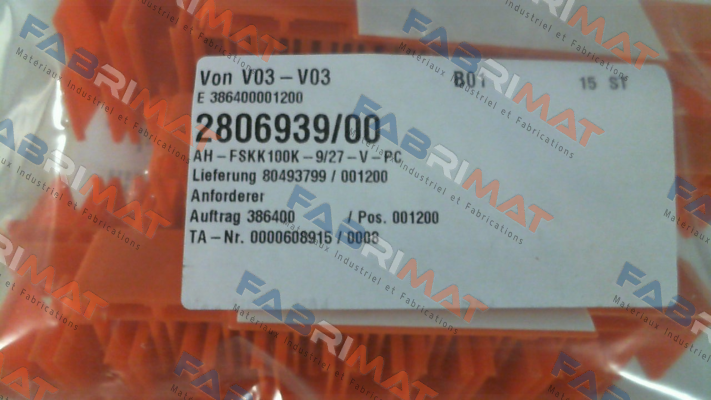 Von V03-V03 B01 15 ST
E 386400001200
2806939/00
AH-FSKK100K-9/27-V-PC
Lieferung 80493799 / 001200
Anforderer
Auftrag 386400 / Pos. 001200
TA-Nr. 0000608915 / 0008
FABRIMAT
Matériaux Industriel et Fabrications